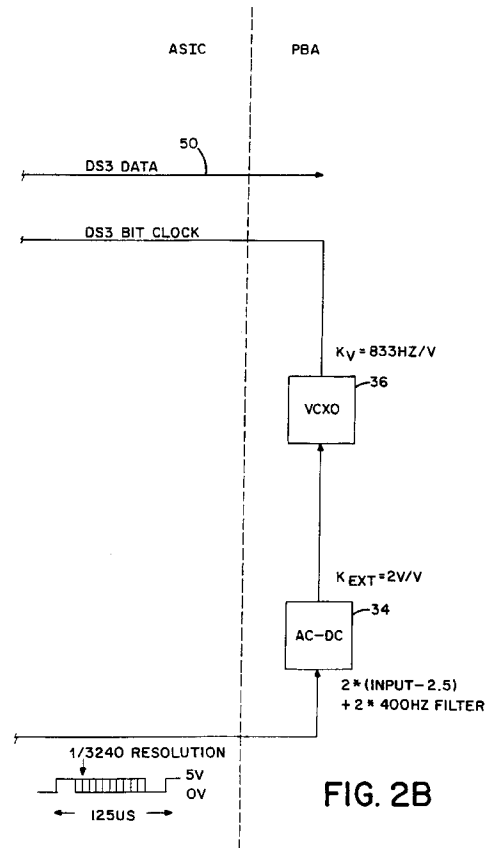 ASIC
PBA
50
DS3 DATA
DS3 BIT CLOCK
KV=833HZ/V
36
VCXO
KEXT=2V/V
34
AC-DC
2*(INPUT-2.5)
+2* 400HZ FILTER
1/3240 RESOLUTION
5V
0V
125US
FIG. 2B